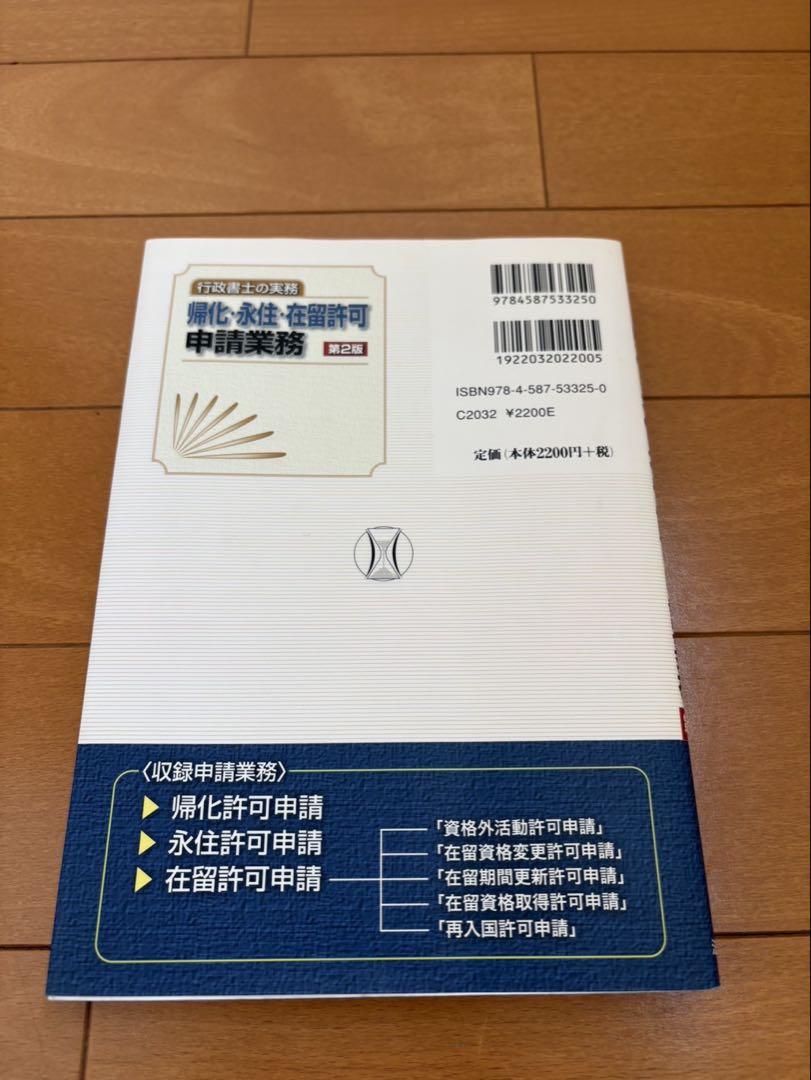 行政書士の実務
帰化・永住・在留許可
申請業務 第2版
9784587533250
1922032022005
ISBN978-4-587-53325-0
C2032 ¥2200E
定価(本体2200円+税)
〈収録申請業務〉
▶ 帰化許可申請
▶ 永住許可申請
▶ 在留許可申請
「資格外活動許可申請」
「在留資格変更許可申請」
「在留期間更新許可申請」
「在留資格取得許可申請」
「再入国許可申請」